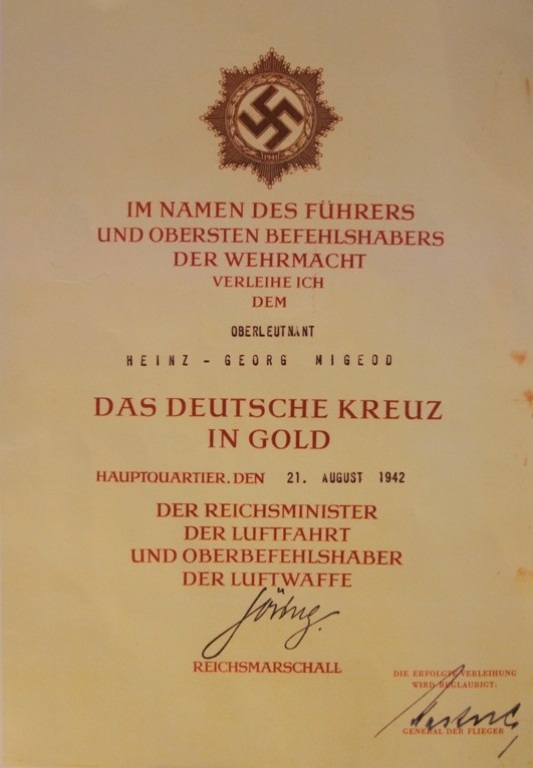 1941
IM NAMEN DES FÜHRERS
UND OBERSTEN BEFEHLSHABERS
DER WEHRMACHT
VERLEIHE ICH
DEM
OBERLEUTNANT
HEINZ - GEORG MIGEOD
DAS DEUTSCHE KREUZ
IN GOLD
HAUPTQUARTIER, DEN 21. AUGUST 1942
DER REICHSMINISTER
DER LUFTFAHRT
UND OBERBEFEHLSHABER
DER LUFTWAFFE
Göring.
REICHSMARSCHALL
DIE ERFOLGTE VERLEIHUNG
WIRD BEGLAUBIGT:
GENERAL DER FLIEGER